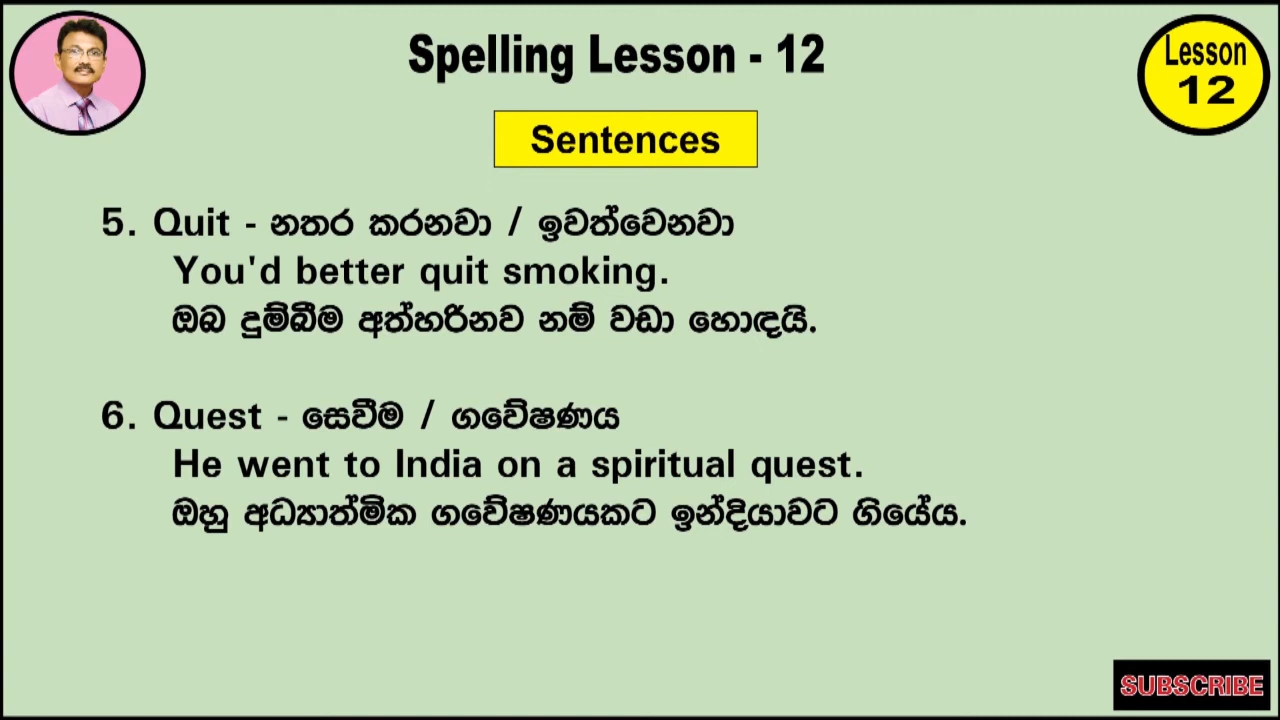 Spelling Lesson - 12
Lesson
12
Sentences
5. Quit - නතර කරනවා / ඉවත්වෙනවා
You'd better quit smoking.
ඔබ දුම්බීම අත්හරිනව නම් වඩා හොඳයි.
6. Quest - සෙවීම / ගවේෂණය
He went to India on a spiritual quest.
ඔහු අධ්‍යාත්මික ගවේෂණයකට ඉන්දියාවට ගියේය.
SUBSCRIBE